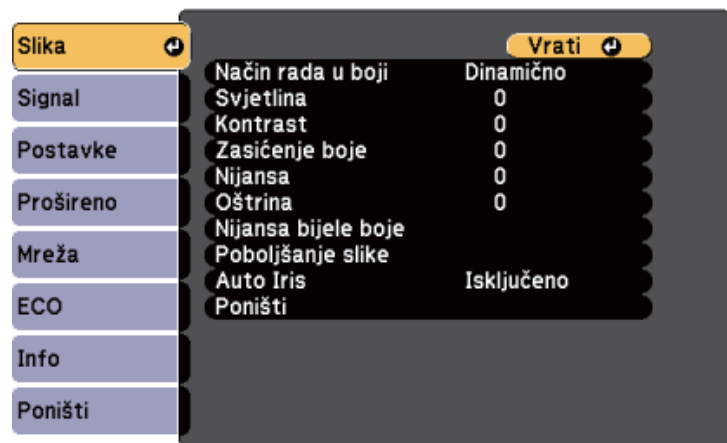 Slika
Signal
Postavke
Prošireno
Mreža
ECO
Info
Poništi
Vrati
Način rada u boji Dinamično
Svjetlina 0
Kontrast 0
Zasićenje boje 0
Nijansa 0
Oštrina 0
Nijansa bijele boje
Poboljšanje slike
Auto Iris Isključeno
Poništi